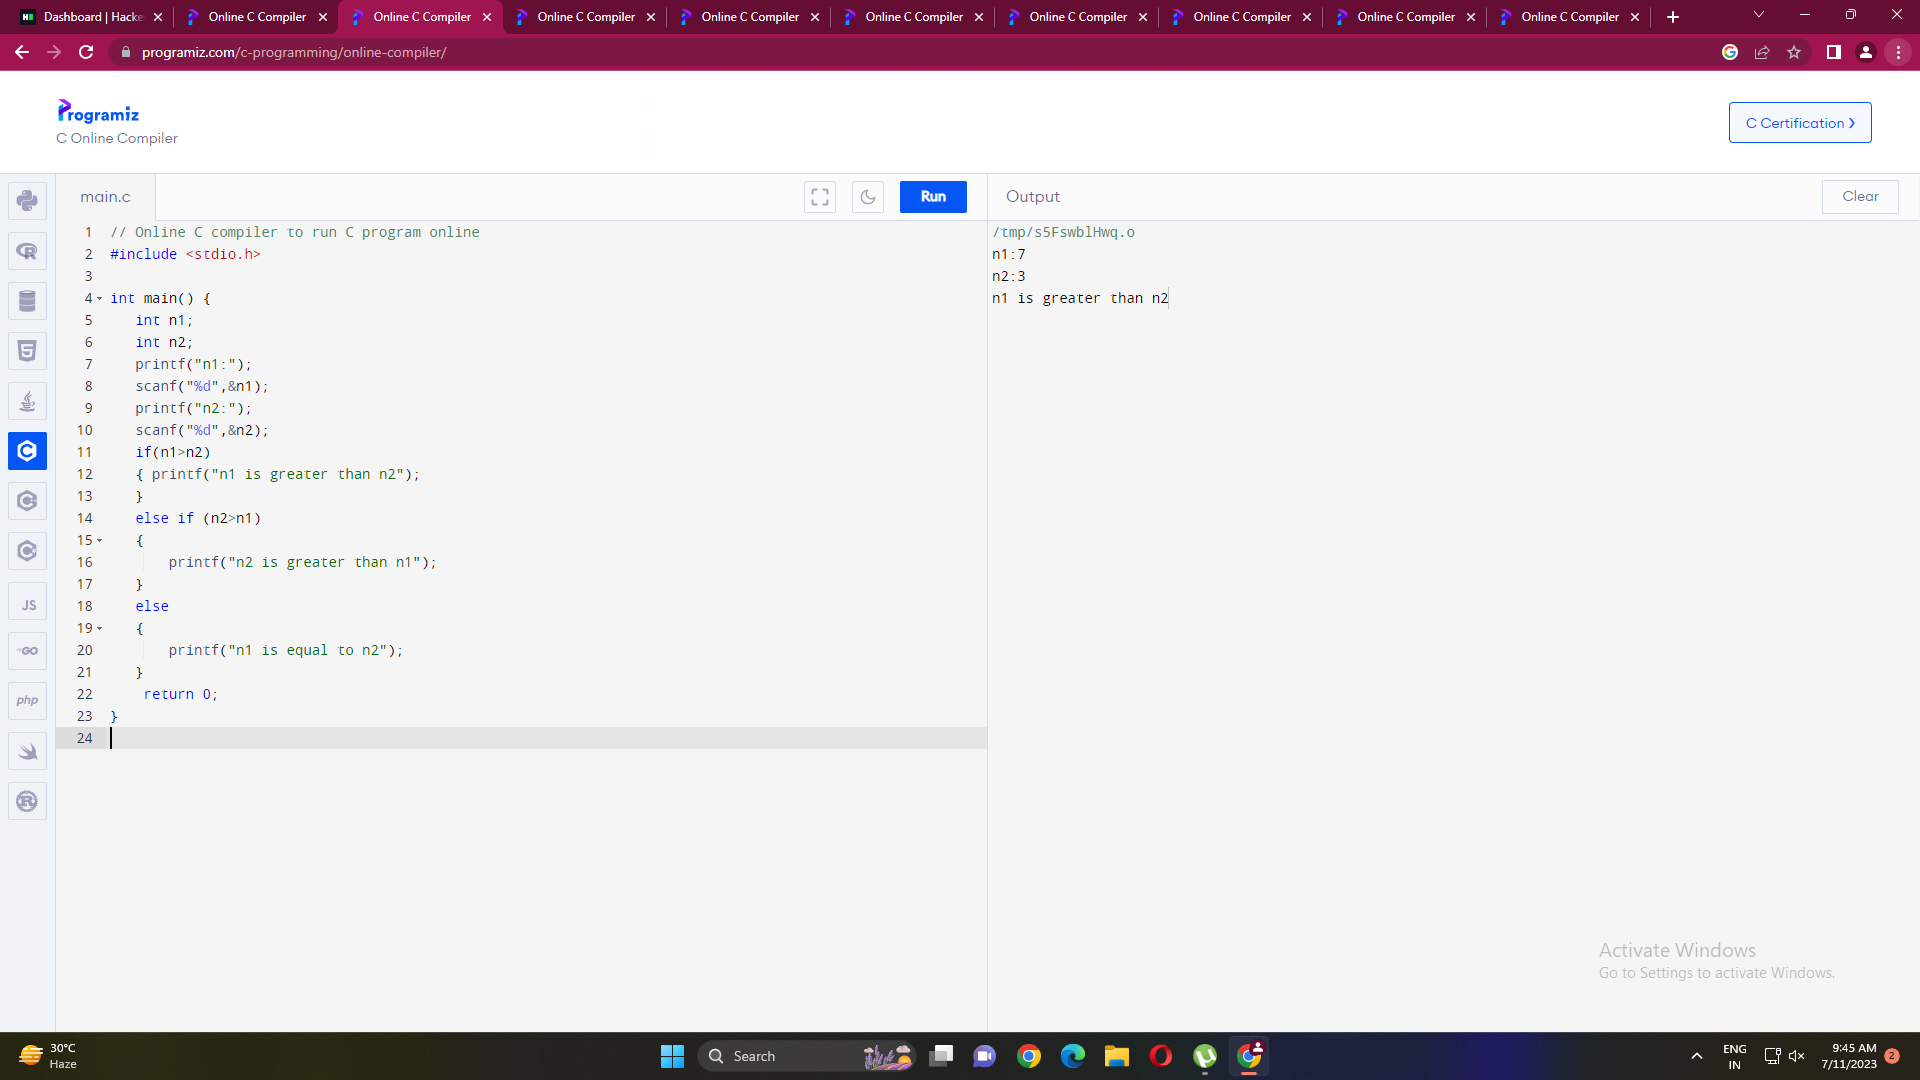 Dashboard | Hacke
Online C Compiler
Online C Compiler
Online C Compiler
Online C Compiler
Online C Compiler
Online C Compiler
Online C Compiler
Online C Compiler
Online C Compiler
programiz.com/c-programming/online-compiler/
Programiz
C Online Compiler
C Certification
main.c
Run
Output
Clear
1 // Online C compiler to run C program online
2 #include <stdio.h>
3
4 int main() {
5 int n1;
6 int n2;
7 printf("n1:");
8 scanf("%d",&n1);
9 printf("n2:");
10 scanf("%d",&n2);
11 if(n1>n2)
12 { printf("n1 is greater than n2");
13 }
14 else if (n2>n1)
15 {
16 printf("n2 is greater than n1");
17 }
18 else
19 {
20 printf("n1 is equal to n2");
21 }
22 return 0;
23 }
24
/tmp/s5FswblHwq.o
n1:7
n2:3
n1 is greater than n2
JS
GO
php
Activate Windows
Go to Settings to activate Windows.
30°C
Haze
Search
ENG
IN
9:45 AM
7/11/2023
2